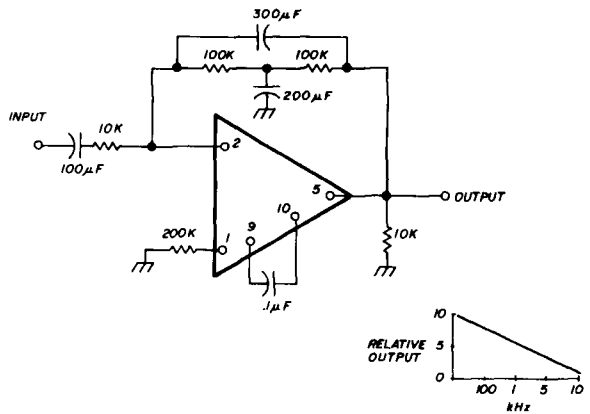 300μF
100K 100K
200μF
INPUT
10K
100μF
2
5
OUTPUT
10
9
1
200K
.1μF
10K
RELATIVE
OUTPUT
10
5
0
100 1 5 10
kHz